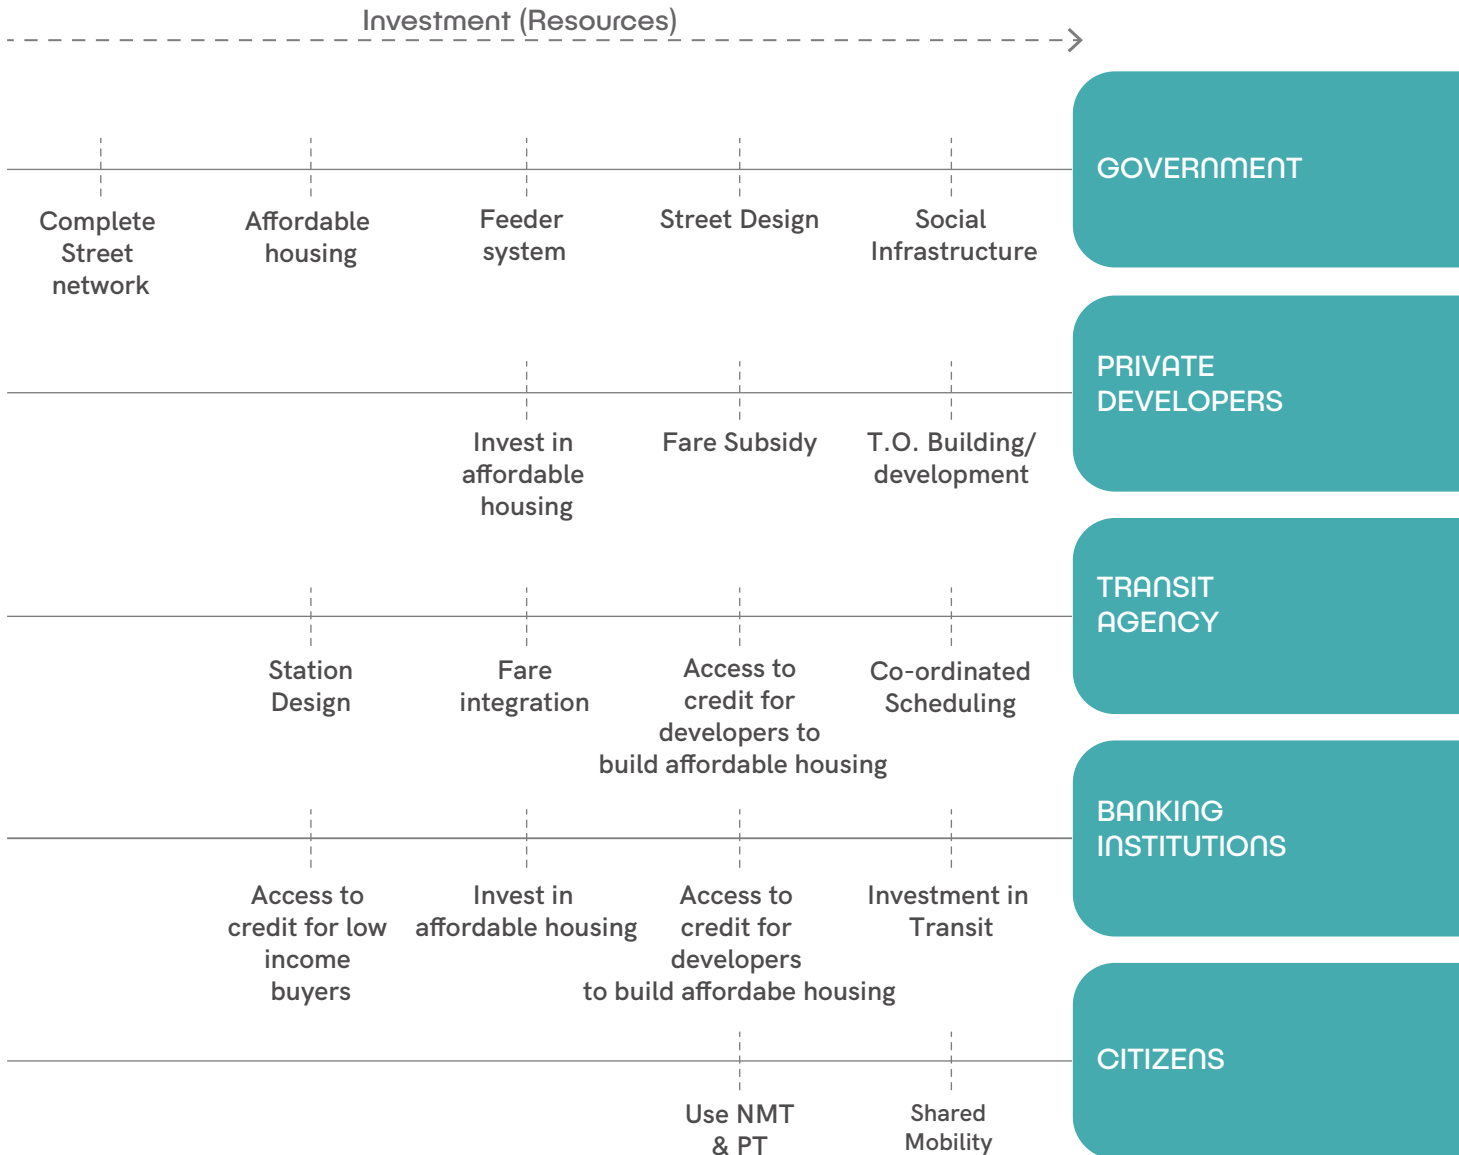 Investment (Resources)
GOVERNMENT
Complete
Street
network
Affordable
housing
Feeder
system
Street Design
Social
Infrastructure
PRIVATE
DEVELOPERS
Invest in
affordable
housing
Fare Subsidy
T.O. Building/
development
TRANSIT
AGENCY
Station
Design
Fare
integration
Access to
credit for
developers to
build affordable housing
Co-ordinated
Scheduling
BANKING
INSTITUTIONS
Access to
credit for low
income
buyers
Invest in
affordable housing
Access to
credit for
developers
to build affordabe housing
Investment in
Transit
CITIZENS
Use NMT
& PT
Shared
Mobility